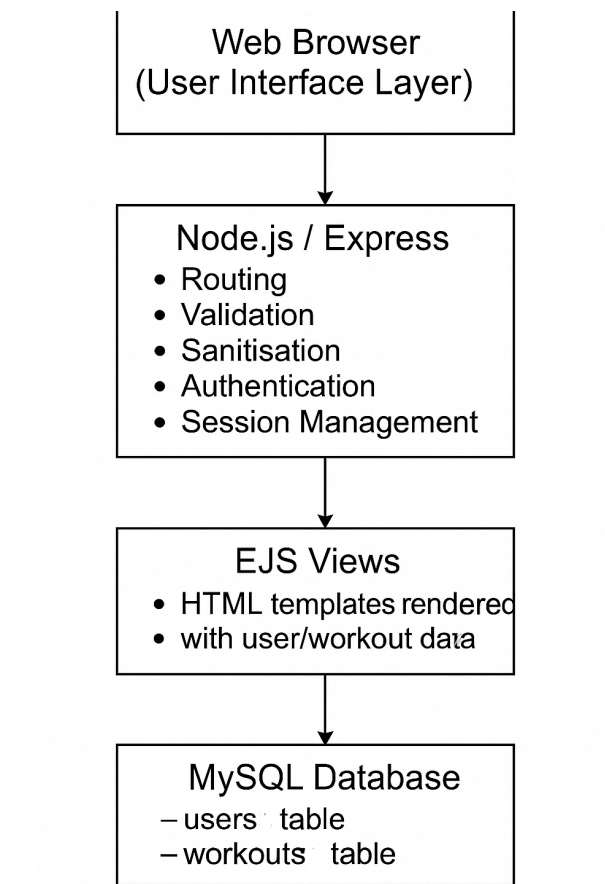 Web Browser
(User Interface Layer)
Node.js / Express
• Routing
• Validation
• Sanitisation
• Authentication
• Session Management
EJS Views
• HTML templates rendered
• with user/workout data
MySQL Database
– users table
– workouts table